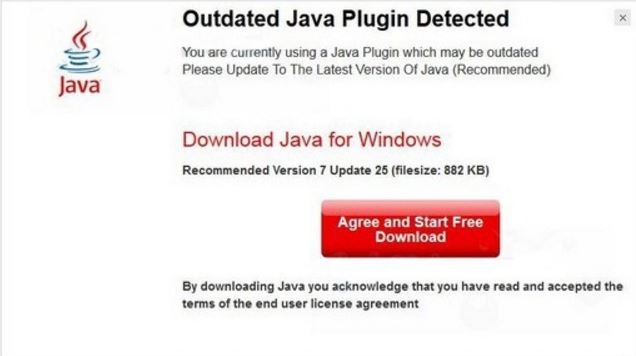 Outdated Java Plugin Detected
Java
You are currently using a Java Plugin which may be outdated
Please Update To The Latest Version Of Java (Recommended)
Download Java for Windows
Recommended Version 7 Update 25 (filesize: 882 KB)
Agree and Start Free
Download
By downloading Java you acknowledge that you have read and accepted the
terms of the end user license agreement